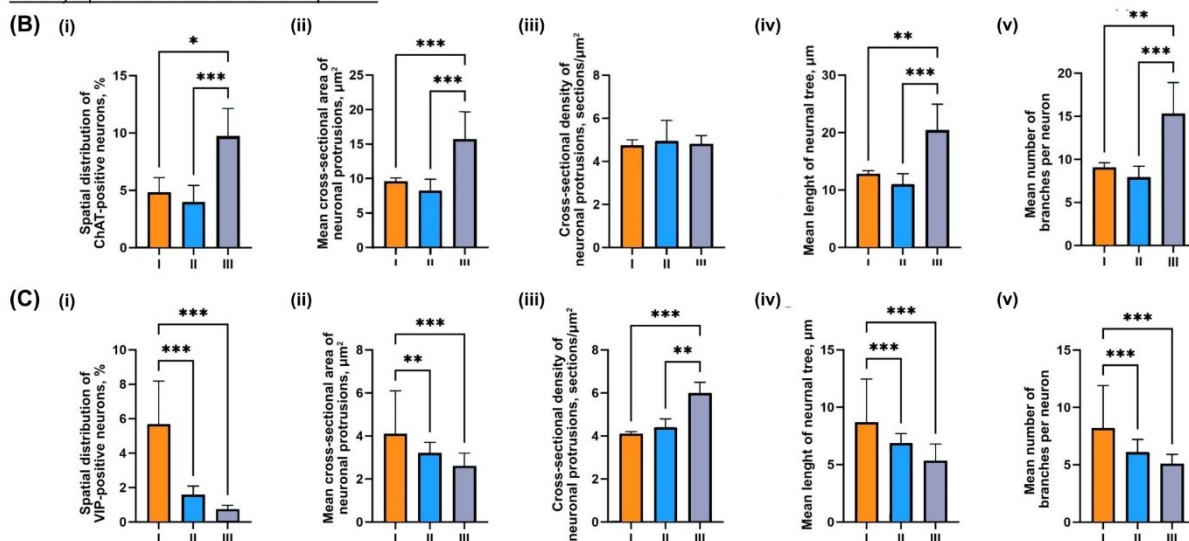 (B) (i) (ii) (iii) (iv) (v)
Spatial distribution of
ChAT-positive neurons, %
15
10
5
0
* ***
I II III
Mean cross-sectional area of
neuronal protrusions, µm²
25
20
15
10
5
0
*** ***
I II III
Cross-sectional density of
neuronal protrusions, sections/µm²
8
6
4
2
0
I II III
Mean lenght of neurnal tree, µm
30
20
10
0
** ***
I II III
Mean number of
branches per neuron
20
15
10
5
0
** ***
I II III
(C) (i) (ii) (iii) (iv) (v)
Spatial distribution of
VIP-positive neurons, %
10
8
6
4
2
0
*** ***
I II III
Mean cross-sectional area of
neuronal protrusions, µm²
8
6
4
2
0
*** **
I II III
Cross-sectional density of
neuronal protrusions, sections/µm²
8
6
4
2
0
*** **
I II III
Mean lenght of neurnal tree, µm
15
10
5
0
*** ***
I II III
Mean number of
branches per neuron
15
10
5
0
*** ***
I II III